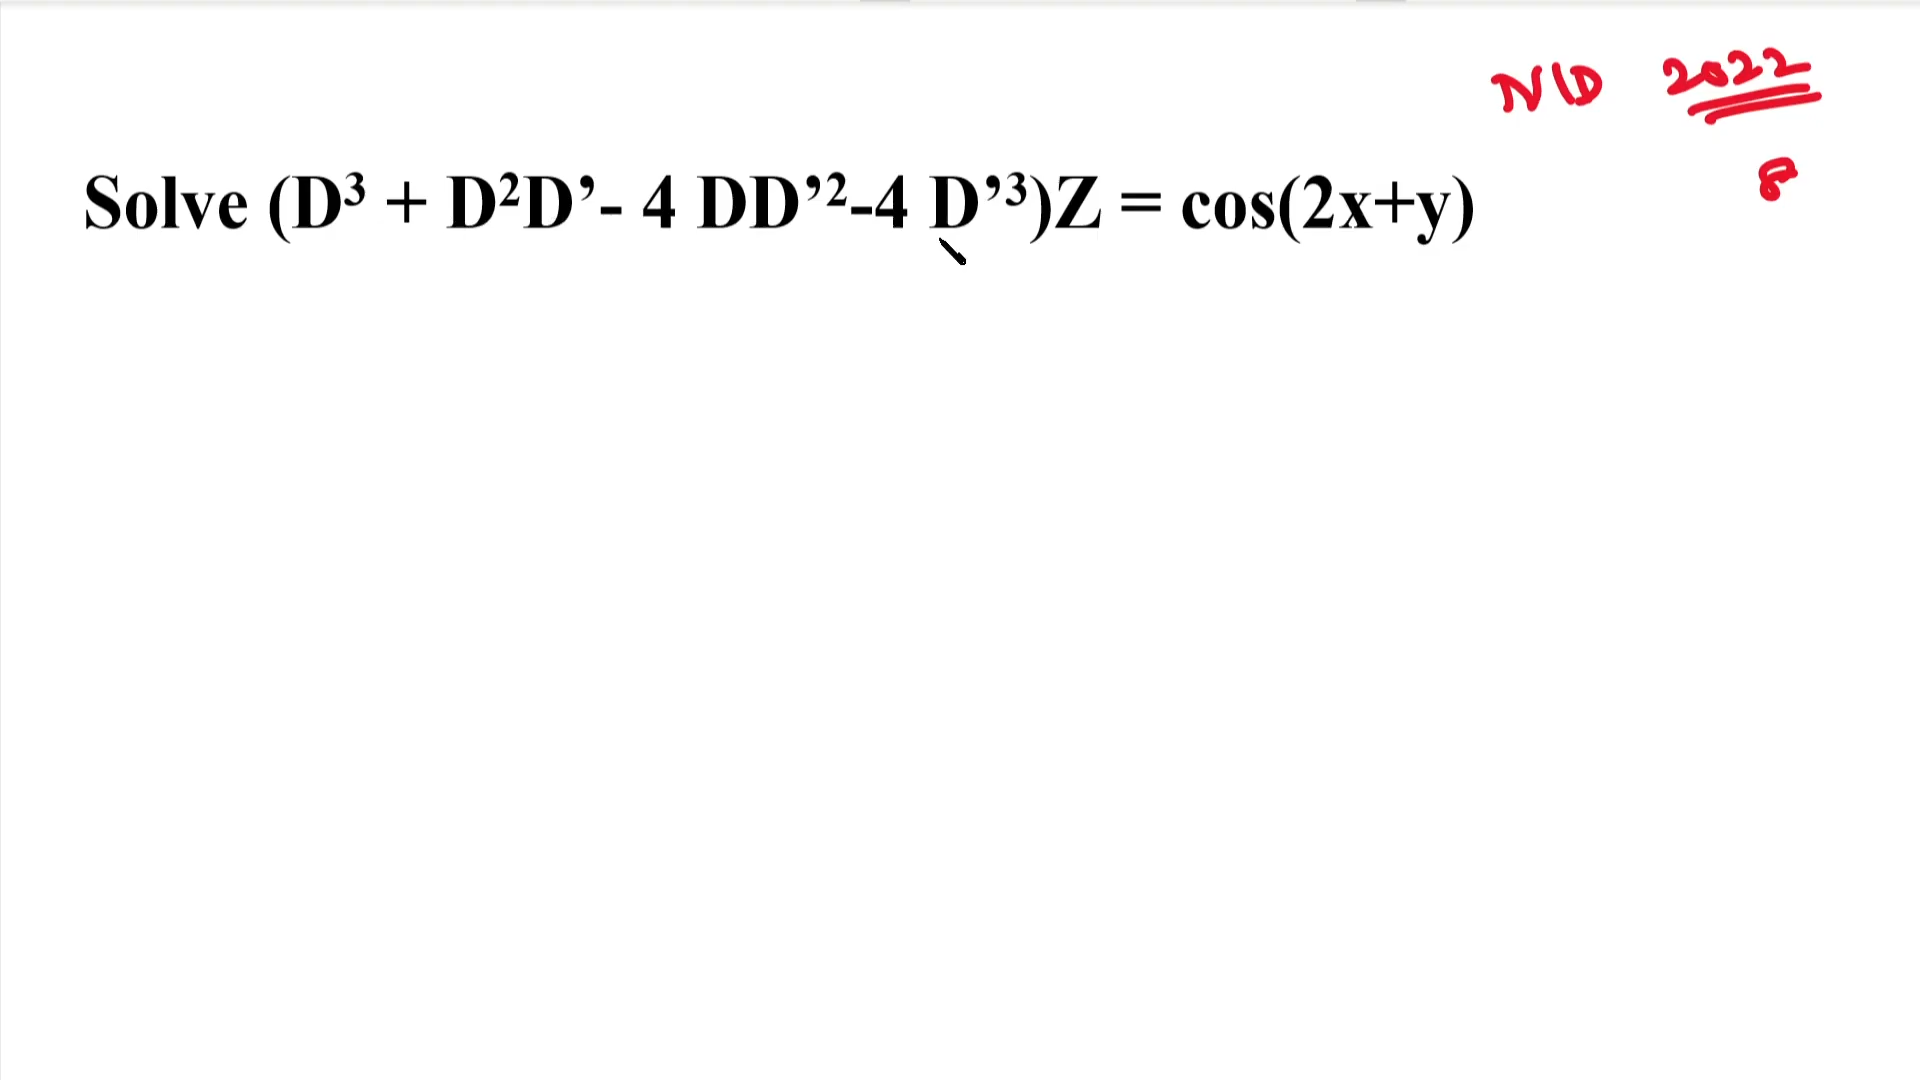 N|D 2022
8
Solve (D³ + D²D’- 4 DD’²-4 D’³)Z = cos(2x+y)